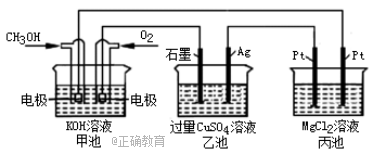 CH3OH
O2
石墨
Ag
Pt
Pt
电极
电极
KOH溶液
过量CuSO4溶液
MgCl2溶液
甲池
乙池
丙池
@正确教育